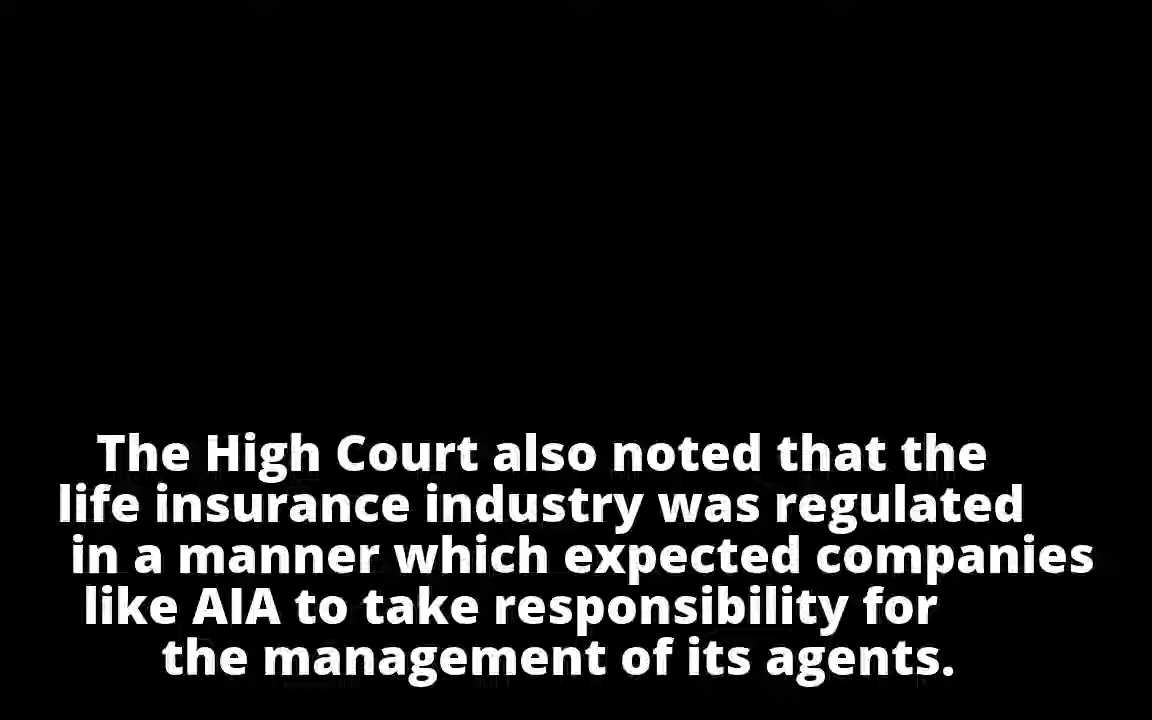 The High Court also noted that the
life insurance industry was regulated
in a manner which expected companies
like AIA to take responsibility for
the management of its agents.